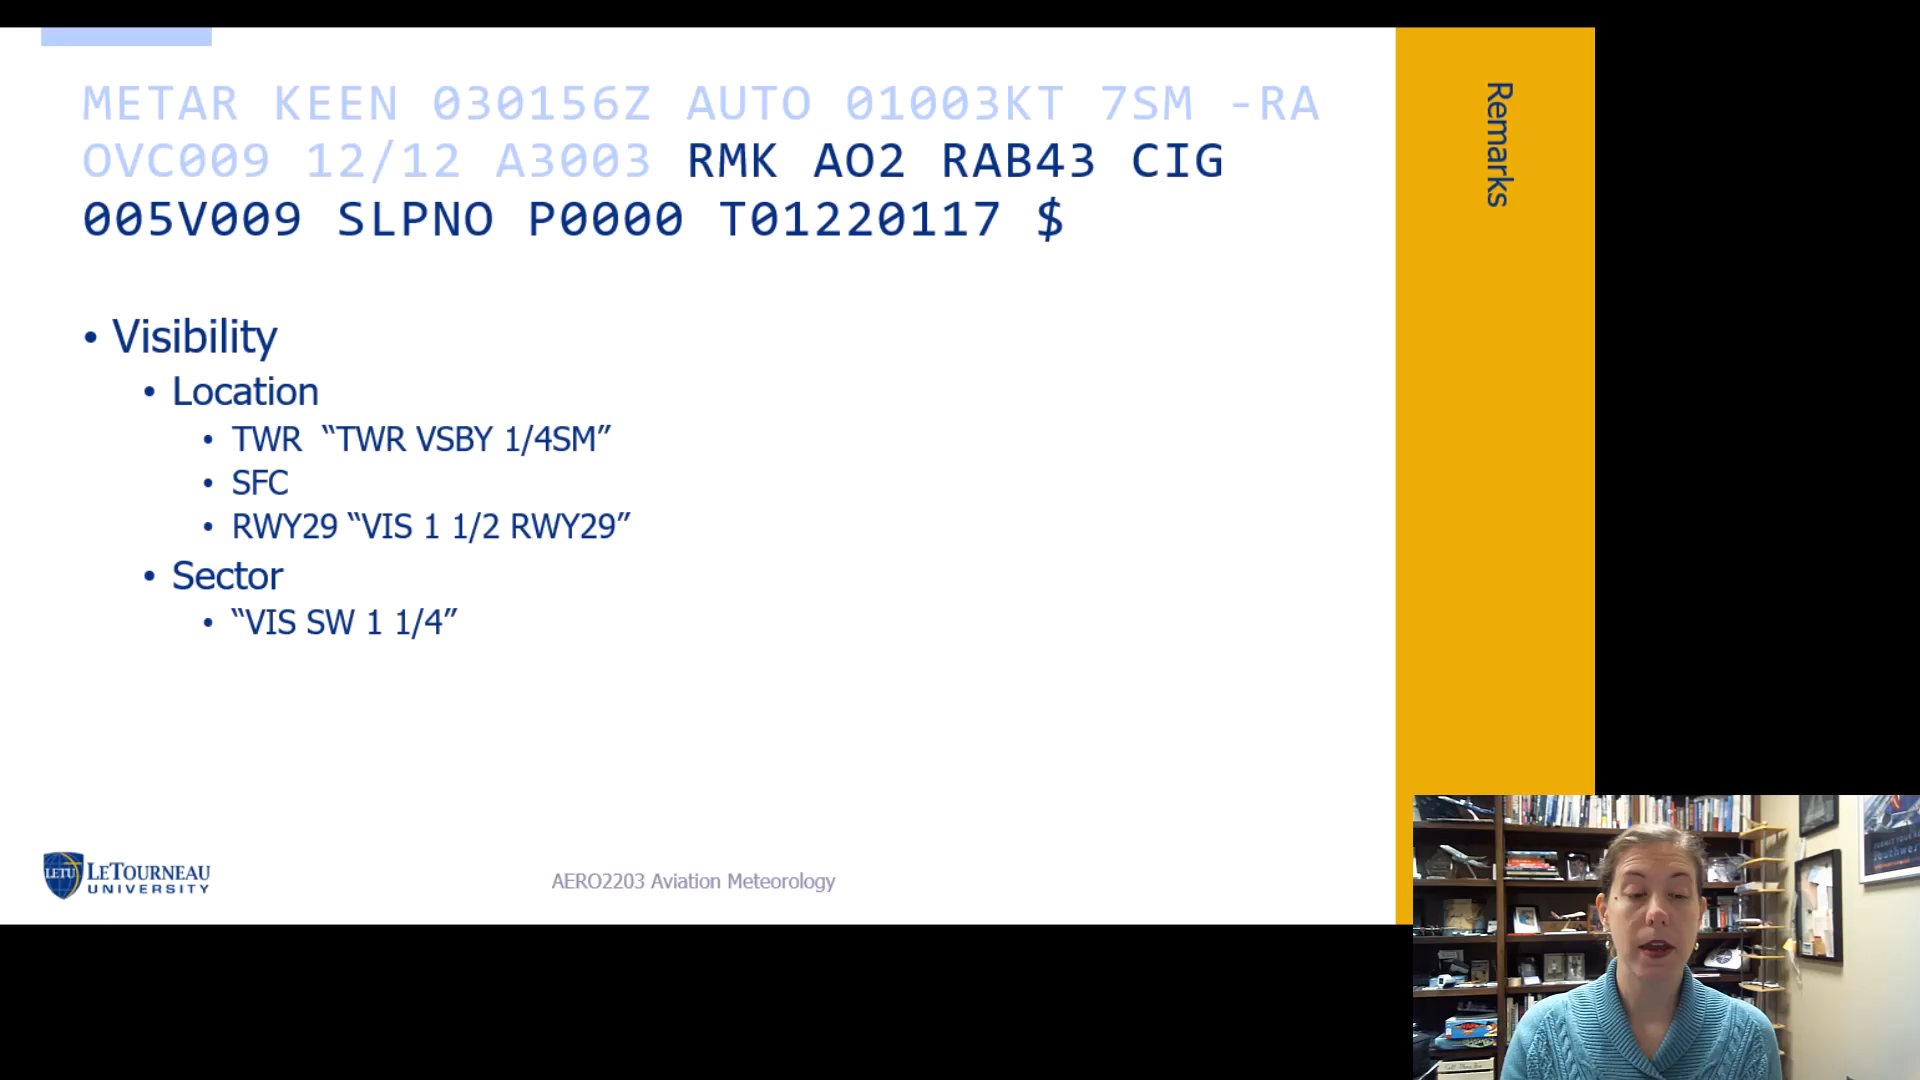 METAR KEEN 030156Z AUTO 01003KT 7SM -RA
OVC009 12/12 A3003 RMK AO2 RAB43 CIG
005V009 SLPNO P0000 T01220117 $
Remarks
• Visibility
• Location
• TWR “TWR VSBY 1/4SM”
• SFC
• RWY29 “VIS 1 1/2 RWY29”
• Sector
• “VIS SW 1 1/4”
LETU
LETOURNEAU
UNIVERSITY
AERO2203 Aviation Meteorology